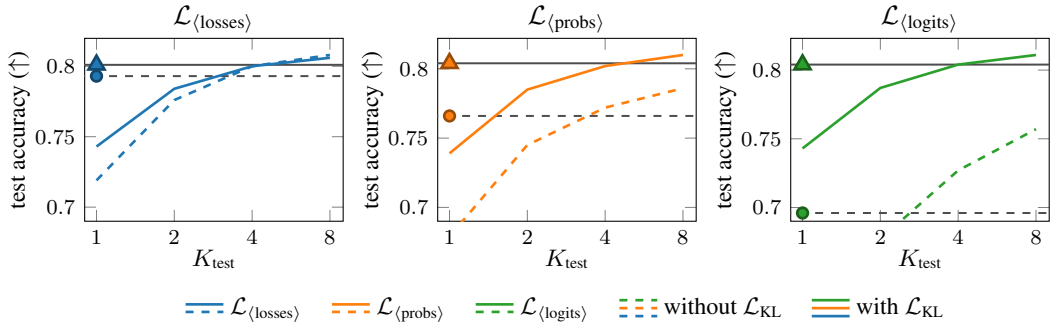 ℒ⟨losses⟩ ℒ⟨probs⟩ ℒ⟨logits⟩
test accuracy (↑) 0.8 0.75 0.7
1 2 4 8
K_test
test accuracy (↑) 0.8 0.75 0.7
1 2 4 8
K_test
test accuracy (↑) 0.8 0.75 0.7
1 2 4 8
K_test
ℒ⟨losses⟩ ℒ⟨probs⟩ ℒ⟨logits⟩ without ℒ_KL with ℒ_KL